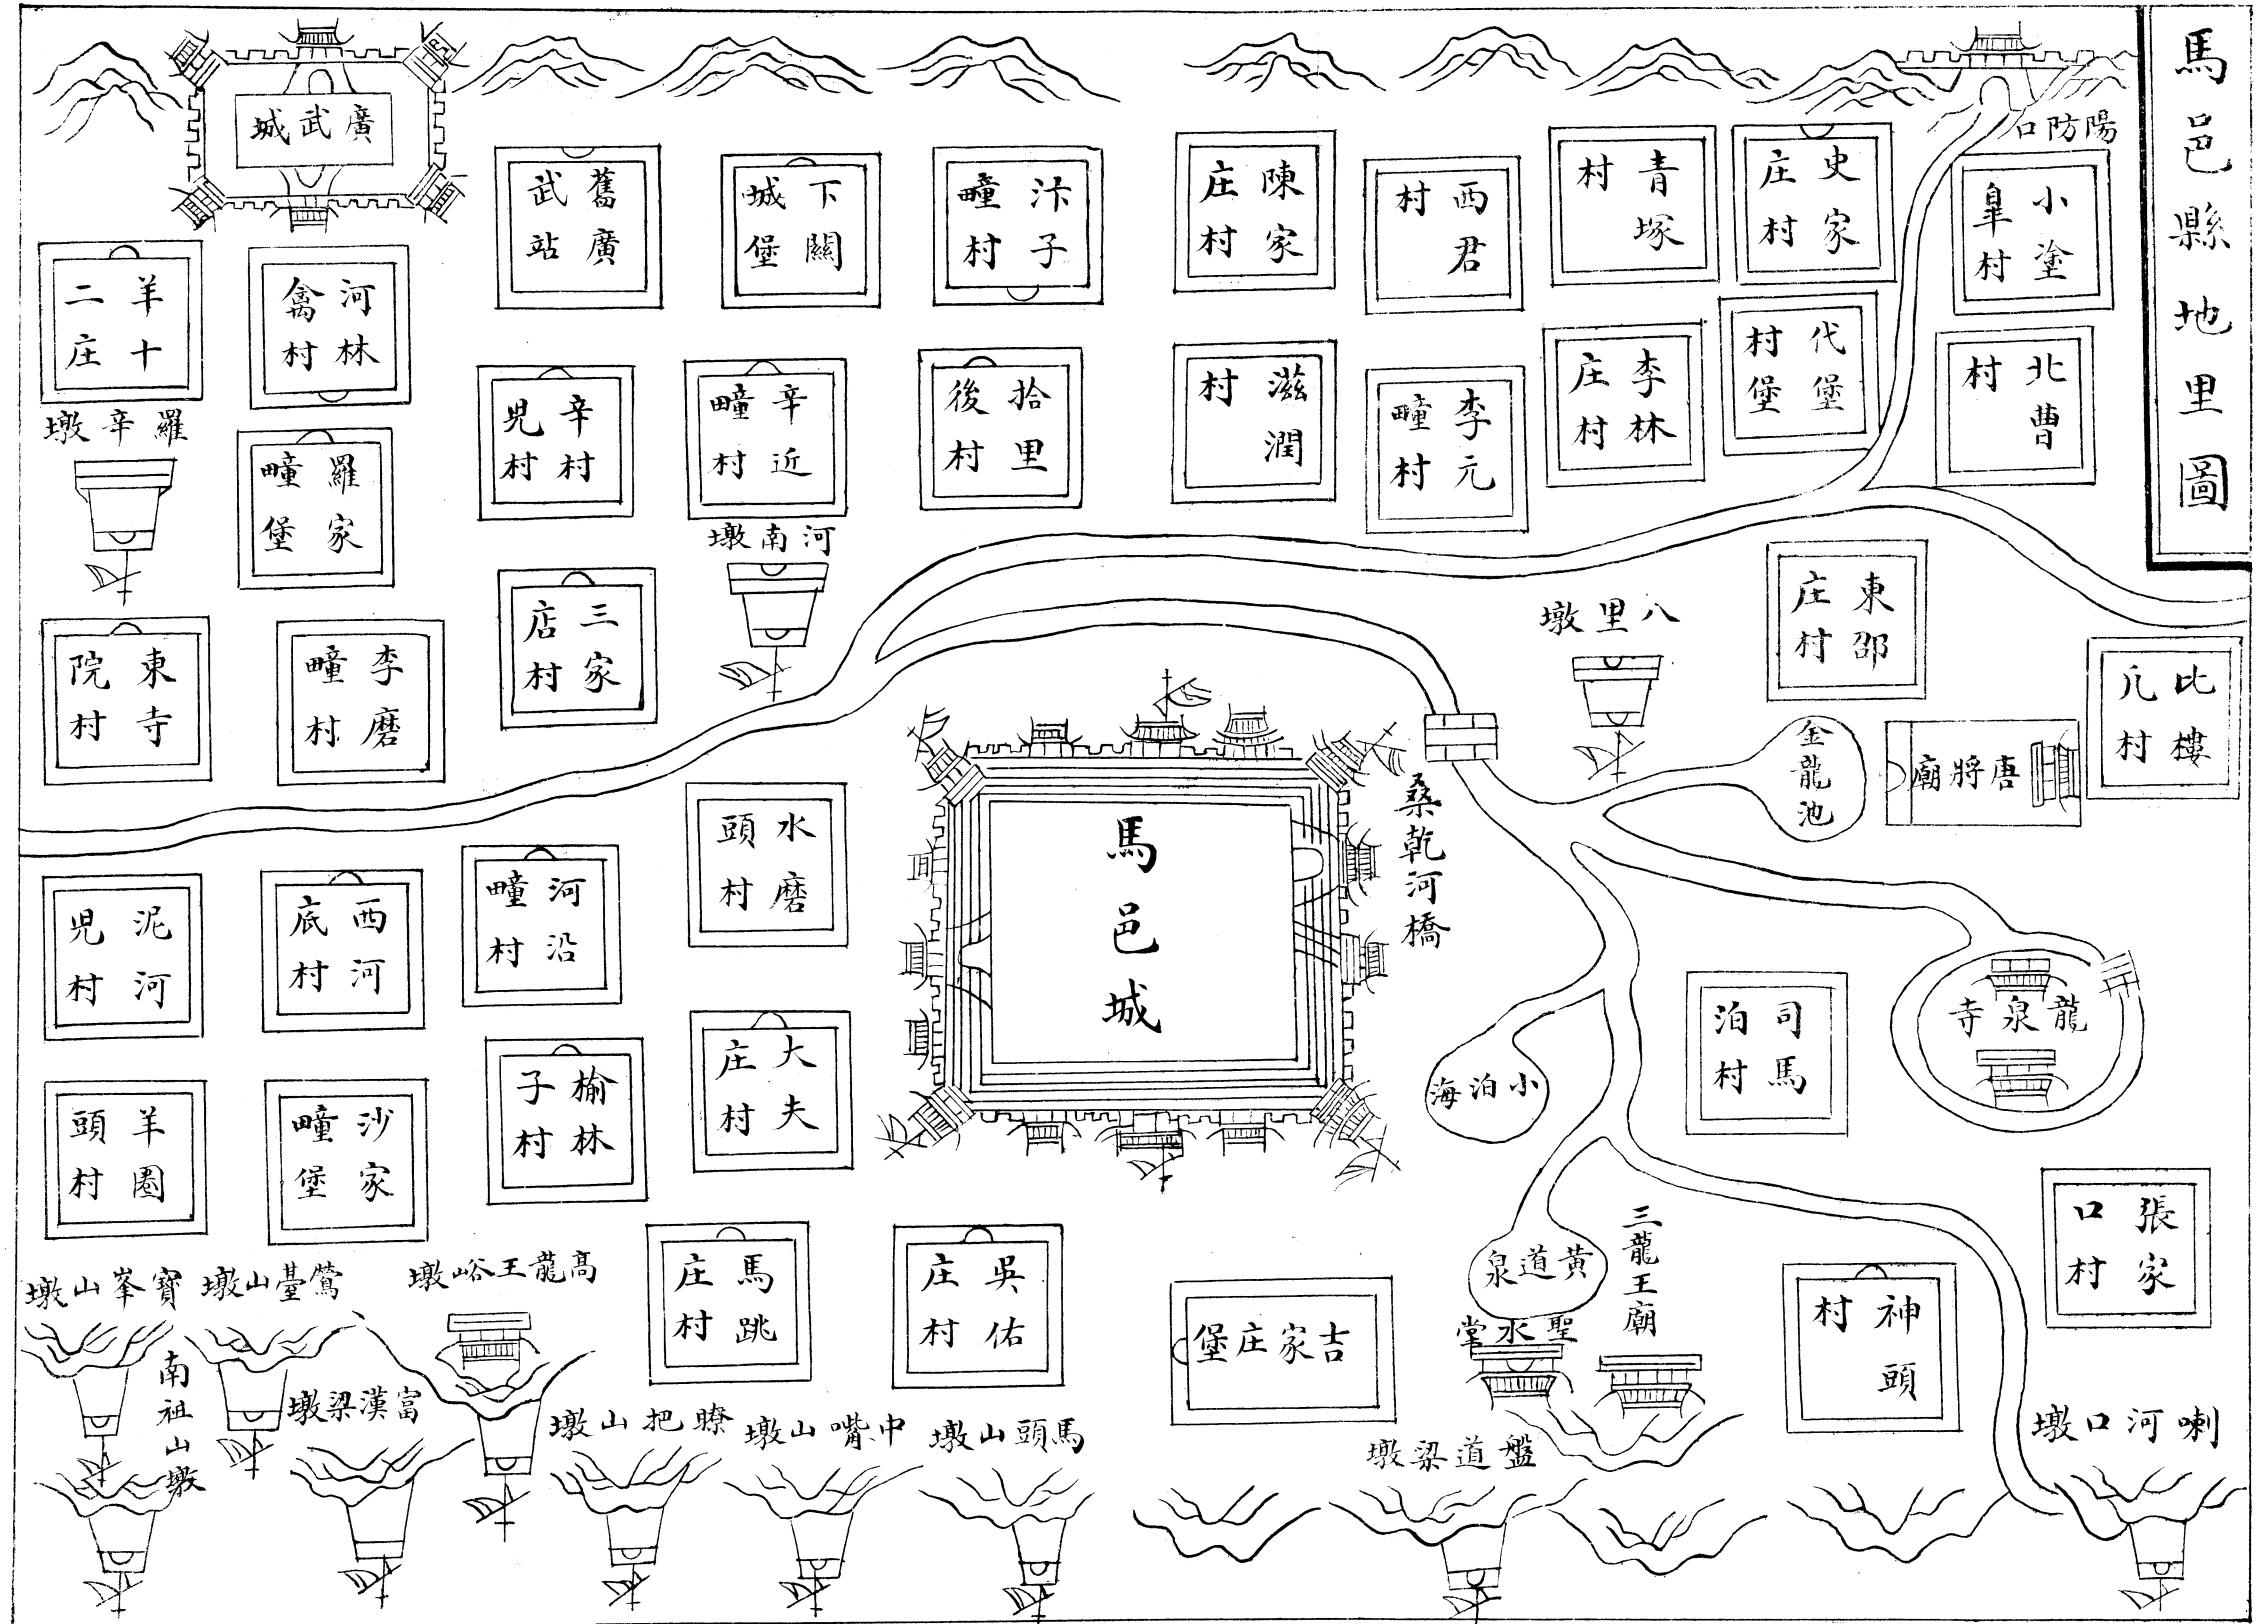 馬邑縣地里圖
陽防口
小塗皐村
北曹村
史家庄村
代堡村堡
青塚村
李林庄村
西君村
李元疃村
陳家庄村
滋潤村
汴子疃村
拾里後村
下關城堡
辛近疃村
河南墩
舊廣武站
辛村児村
三家店村
廣武城
河林禽村
羅家疃堡
李磨疃村
羊十二庄
羅辛墩
東寺院村
東邵庄村
八里墩
比樓凢村
唐將廟
金龍池
桑乾河橋
馬邑城
龍泉寺
司馬泊村
小泊海
張家口村
神頭村
喇河口墩
三龍王廟
黄道泉
聖水堂
盤道梁墩
吉家庄堡
水磨頭村
大夫庄村
吳佑庄村
馬跳庄村
馬頭山墩
中嘴山墩
瞭把山墩
河沿疃村
榆林子村
高龍王峪墩
西河底村
沙家疃堡
富漢梁墩
泥河児村
羊圈頭村
鶯臺山墩
寶峯山墩
南祖山墩